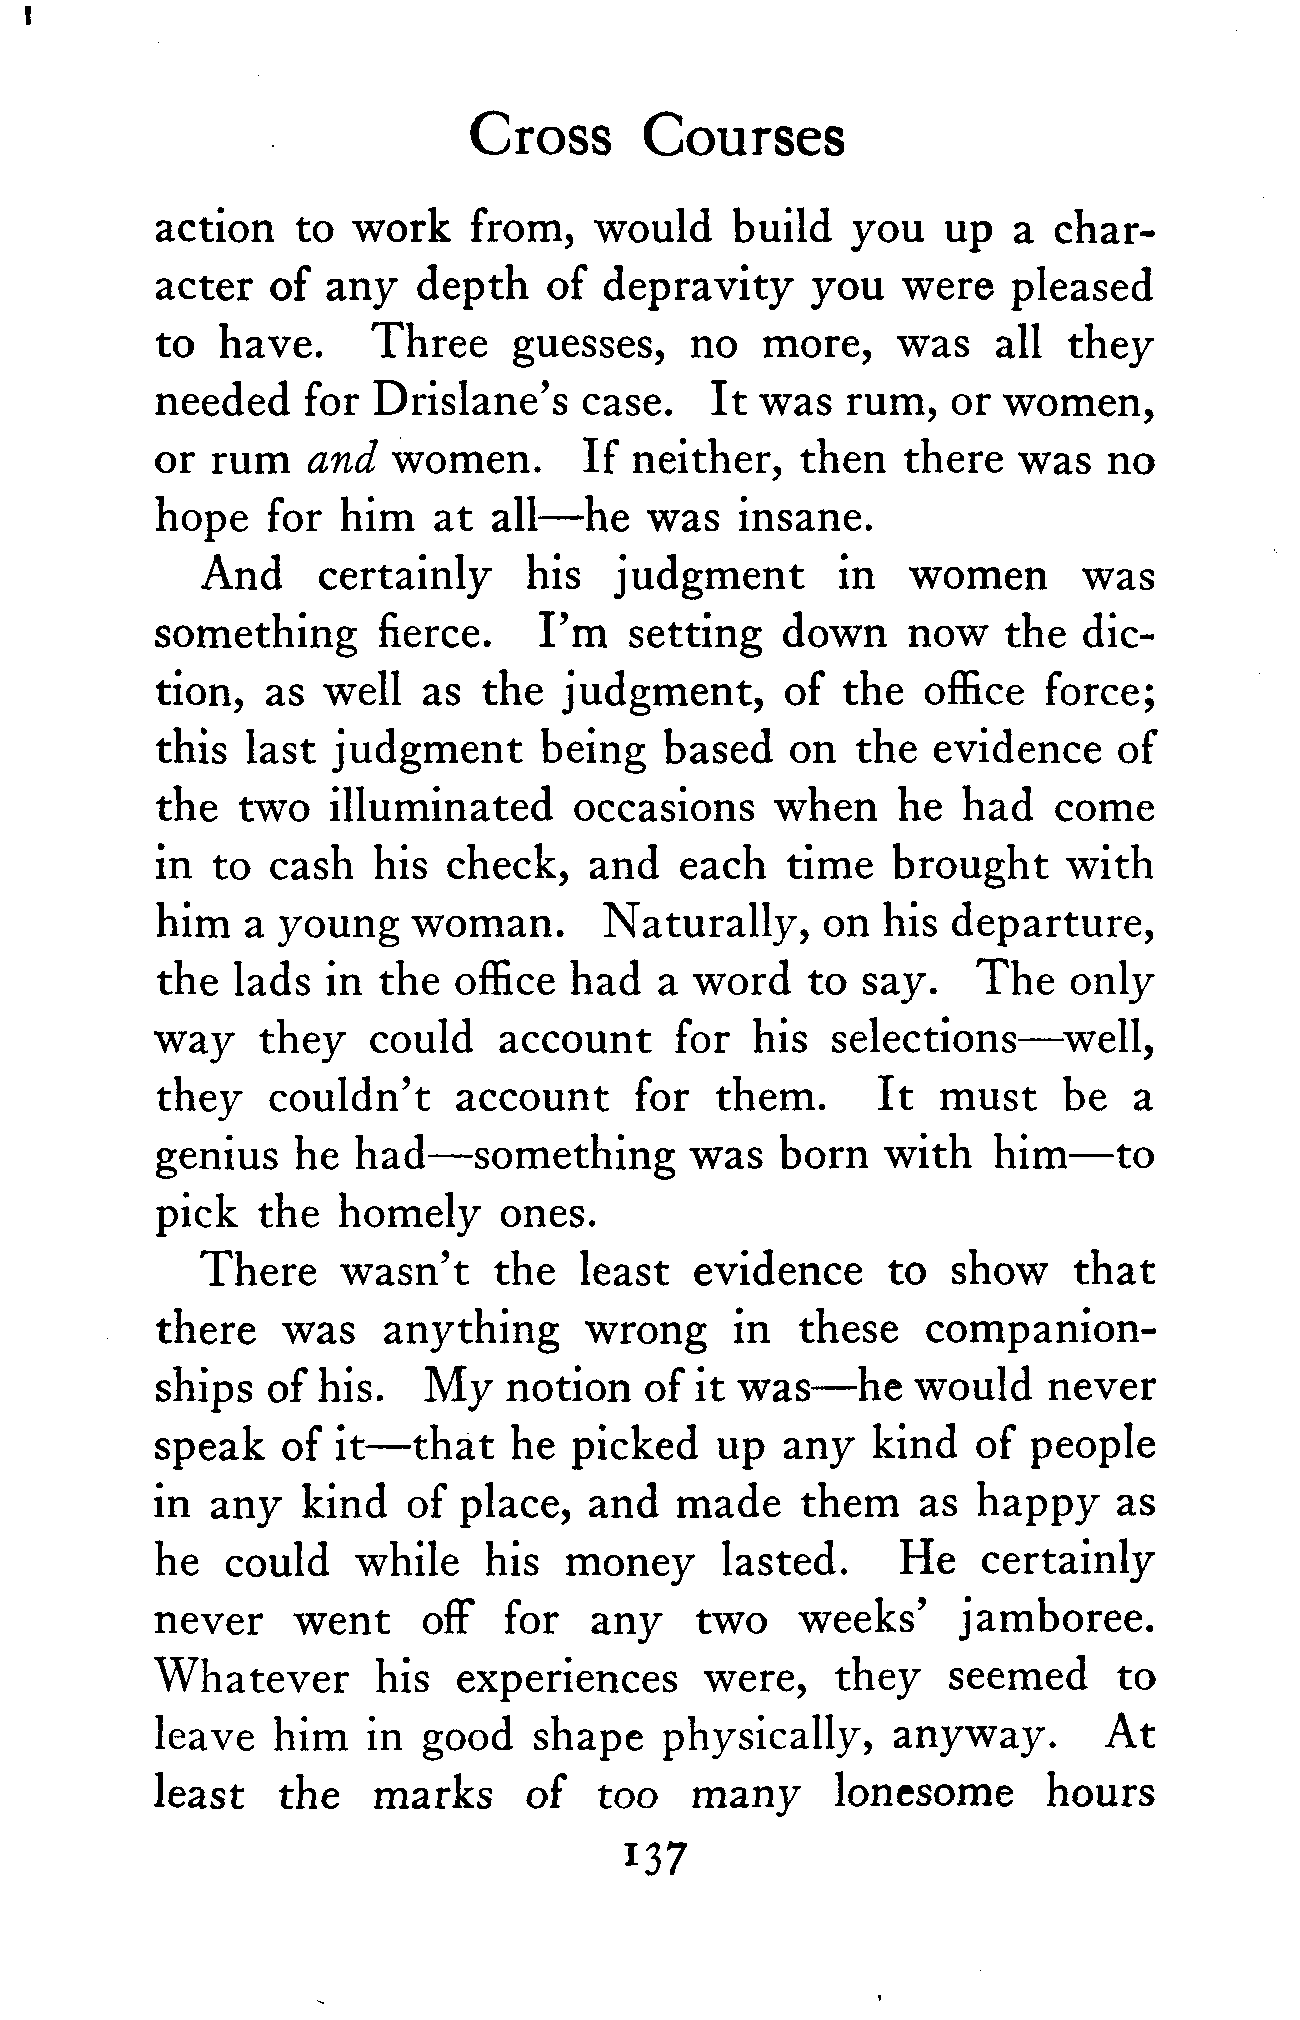 Cross Courses
action to work from, would build you up a char-
acter of any depth of depravity you were pleased
to have. Three guesses, no more, was all they
needed for Drislane's case. It was rum, or women,
or rum and women. If neither, then there was no
hope for him at all—he was insane.
And certainly his judgment in women was
something fierce. I'm setting down now the dic-
tion, as well as the judgment, of the office force;
this last judgment being based on the evidence of
the two illuminated occasions when he had come
in to cash his check, and each time brought with
him a young woman. Naturally, on his departure,
the lads in the office had a word to say. The only
way they could account for his selections—well,
they couldn't account for them. It must be a
genius he had—something was born with him—to
pick the homely ones.
There wasn't the least evidence to show that
there was anything wrong in these companion-
ships of his. My notion of it was—he would never
speak of it—that he picked up any kind of people
in any kind of place, and made them as happy as
he could while his money lasted. He certainly
never went off for any two weeks' jamboree.
Whatever his experiences were, they seemed to
leave him in good shape physically, anyway. At
least the marks of too many lonesome hours
137